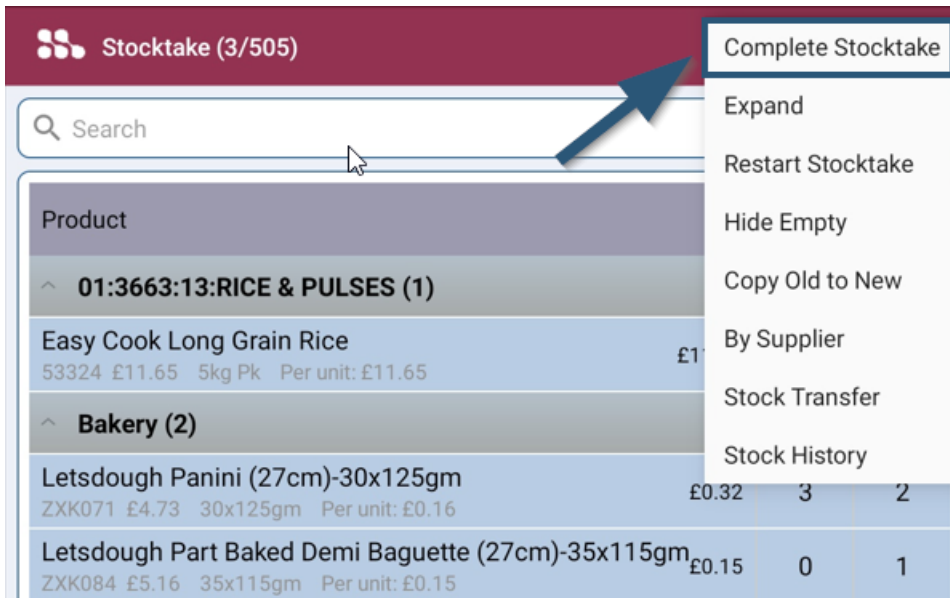 Stocktake (3/505)
Complete Stocktake
Search
Expand
Restart Stocktake
Product
Hide Empty
01:3663:13:RICE & PULSES (1)
Copy Old to New
Easy Cook Long Grain Rice
53324 £11.65 5kg Pk Per unit: £11.65
By Supplier
Bakery (2)
Stock Transfer
Stock History
Letsdough Panini (27cm)-30x125gm
ZXK071 £4.73 30x125gm Per unit: £0.16
£0.32 3 2
Letsdough Part Baked Demi Baguette (27cm)-35x115gm
ZXK084 £5.16 35x115gm Per unit: £0.15
£0.15 0 1